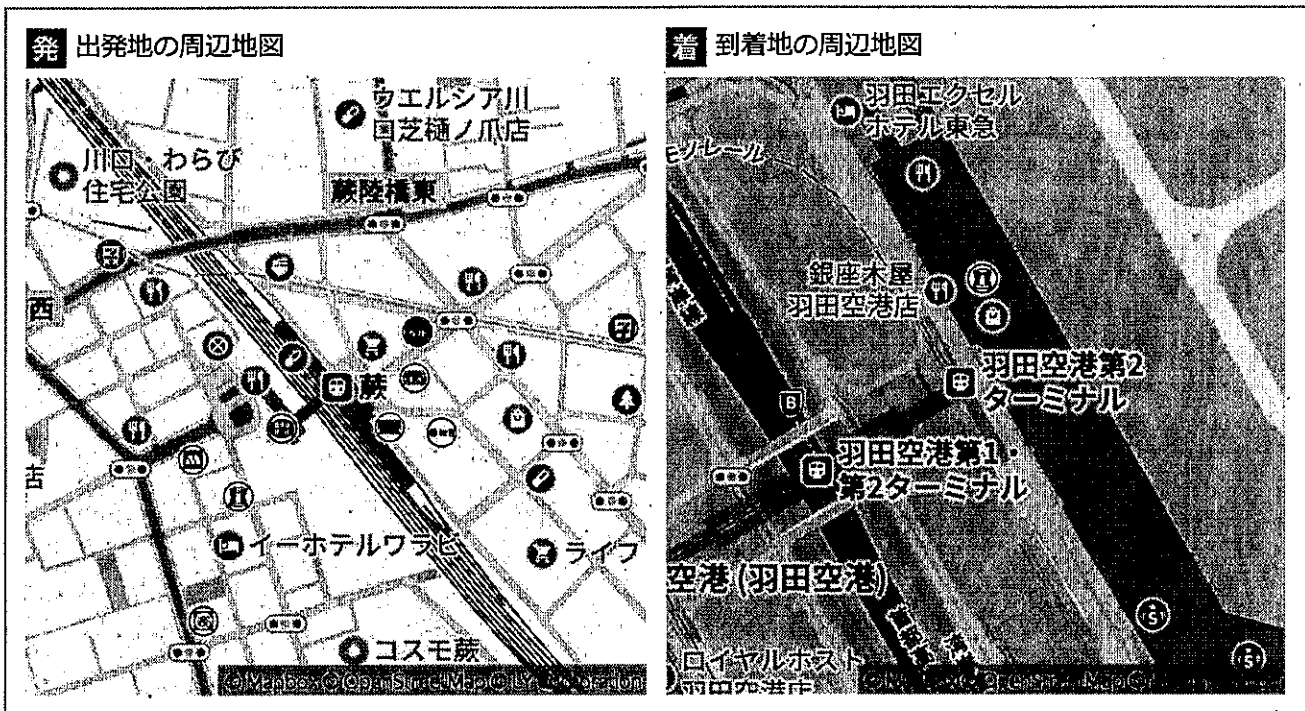 発 出発地の周辺地図
ウエルシア川
口芝樋ノ爪店
川口・わらび
住宅公園
蕨陸橋東
西
蕨
店
イーホテルワラビ
ライフ
コスモ蕨
© Mapbox © OpenStreetMap © LY Corporation
着 到着地の周辺地図
羽田エクセル
ホテル東急
モノレール
銀座木屋
羽田空港店
羽田空港第2
ターミナル
羽田空港第1・
第2ターミナル
空港(羽田空港)
ロイヤルホスト
羽田空港店